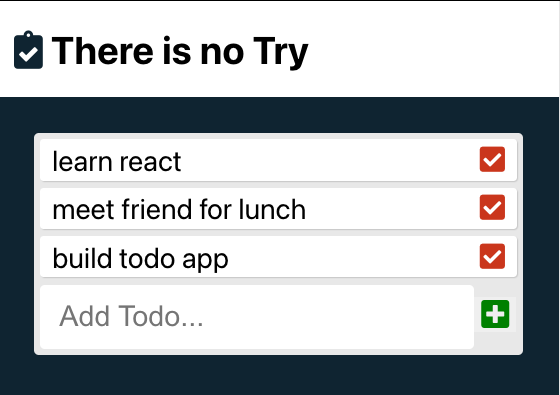 There is no Try
learn react
meet friend for lunch
build todo app
Add Todo...